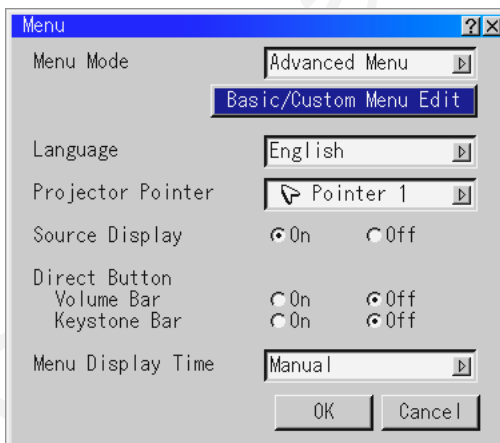 Menu ? ×
Menu Mode Advanced Menu
Basic/Custom Menu Edit
Language English
Projector Pointer Pointer 1
Source Display On Off
Direct Button
Volume Bar On Off
Keystone Bar On Off
Menu Display Time Manual
OK Cancel